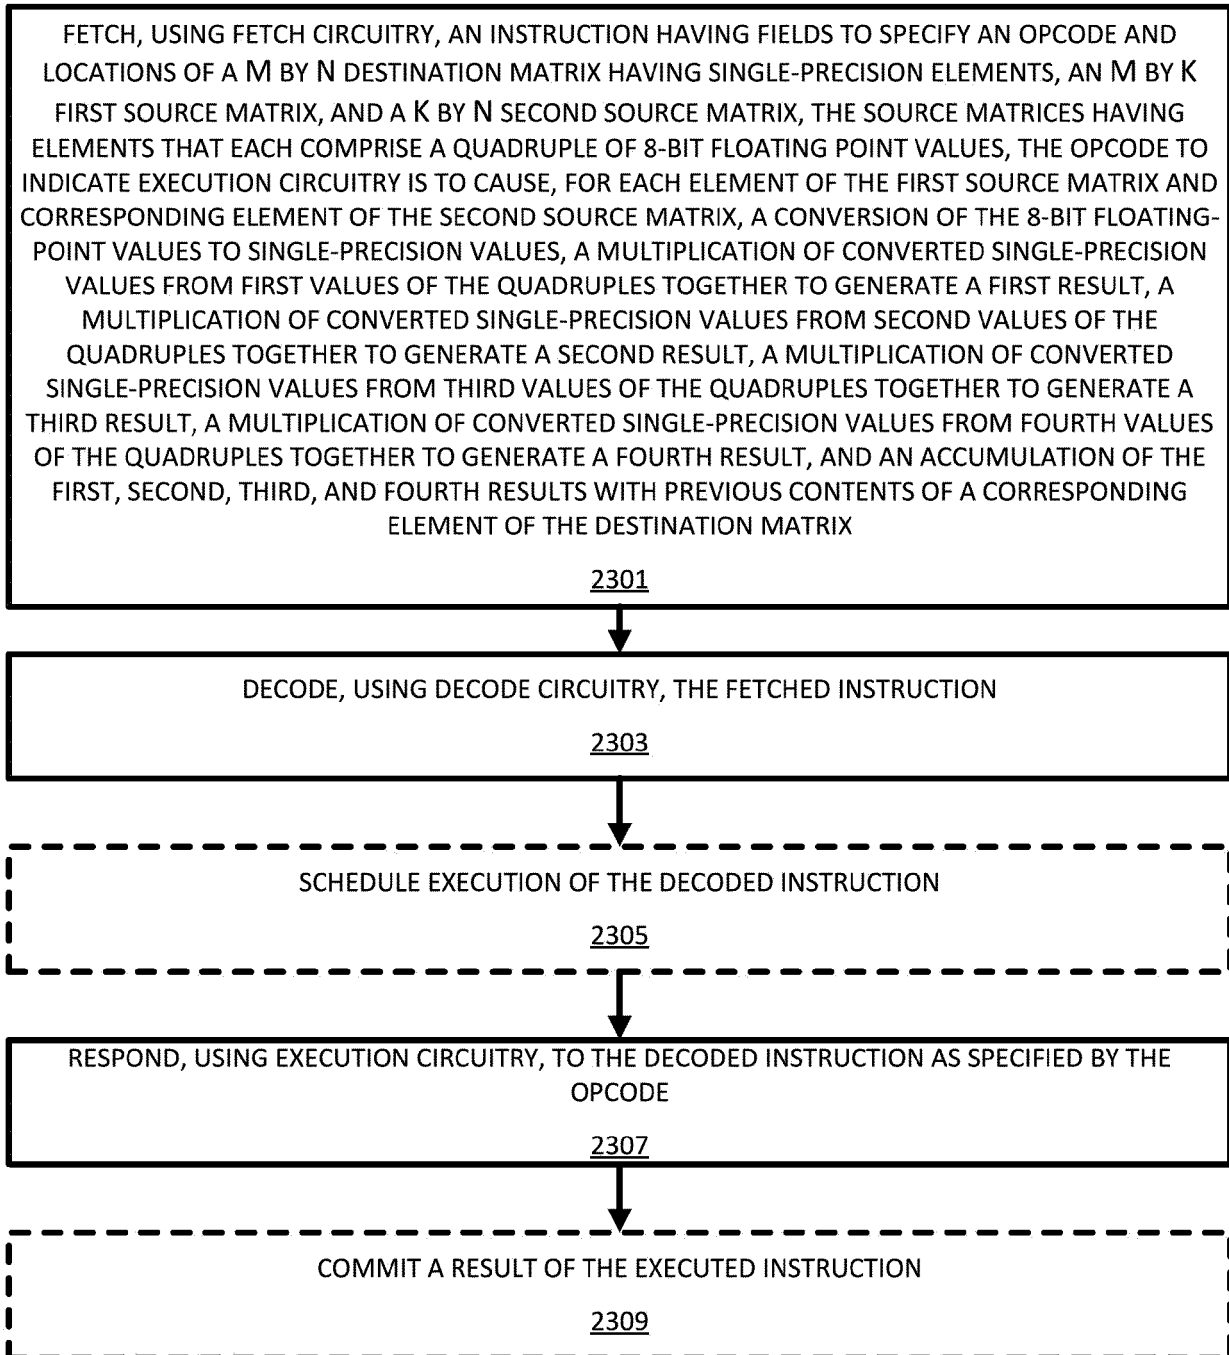 FETCH, USING FETCH CIRCUITRY, AN INSTRUCTION HAVING FIELDS TO SPECIFY AN OPCODE AND
LOCATIONS OF A M BY N DESTINATION MATRIX HAVING SINGLE-PRECISION ELEMENTS, AN M BY K
FIRST SOURCE MATRIX, AND A K BY N SECOND SOURCE MATRIX, THE SOURCE MATRICES HAVING
ELEMENTS THAT EACH COMPRISE A QUADRUPLE OF 8-BIT FLOATING POINT VALUES, THE OPCODE TO
INDICATE EXECUTION CIRCUITRY IS TO CAUSE, FOR EACH ELEMENT OF THE FIRST SOURCE MATRIX AND
CORRESPONDING ELEMENT OF THE SECOND SOURCE MATRIX, A CONVERSION OF THE 8-BIT FLOATING-
POINT VALUES TO SINGLE-PRECISION VALUES, A MULTIPLICATION OF CONVERTED SINGLE-PRECISION
VALUES FROM FIRST VALUES OF THE QUADRUPLES TOGETHER TO GENERATE A FIRST RESULT, A
MULTIPLICATION OF CONVERTED SINGLE-PRECISION VALUES FROM SECOND VALUES OF THE
QUADRUPLES TOGETHER TO GENERATE A SECOND RESULT, A MULTIPLICATION OF CONVERTED
SINGLE-PRECISION VALUES FROM THIRD VALUES OF THE QUADRUPLES TOGETHER TO GENERATE A
THIRD RESULT, A MULTIPLICATION OF CONVERTED SINGLE-PRECISION VALUES FROM FOURTH VALUES
OF THE QUADRUPLES TOGETHER TO GENERATE A FOURTH RESULT, AND AN ACCUMULATION OF THE
FIRST, SECOND, THIRD, AND FOURTH RESULTS WITH PREVIOUS CONTENTS OF A CORRESPONDING
ELEMENT OF THE DESTINATION MATRIX
2301
DECODE, USING DECODE CIRCUITRY, THE FETCHED INSTRUCTION
2303
SCHEDULE EXECUTION OF THE DECODED INSTRUCTION
2305
RESPOND, USING EXECUTION CIRCUITRY, TO THE DECODED INSTRUCTION AS SPECIFIED BY THE
OPCODE
2307
COMMIT A RESULT OF THE EXECUTED INSTRUCTION
2309